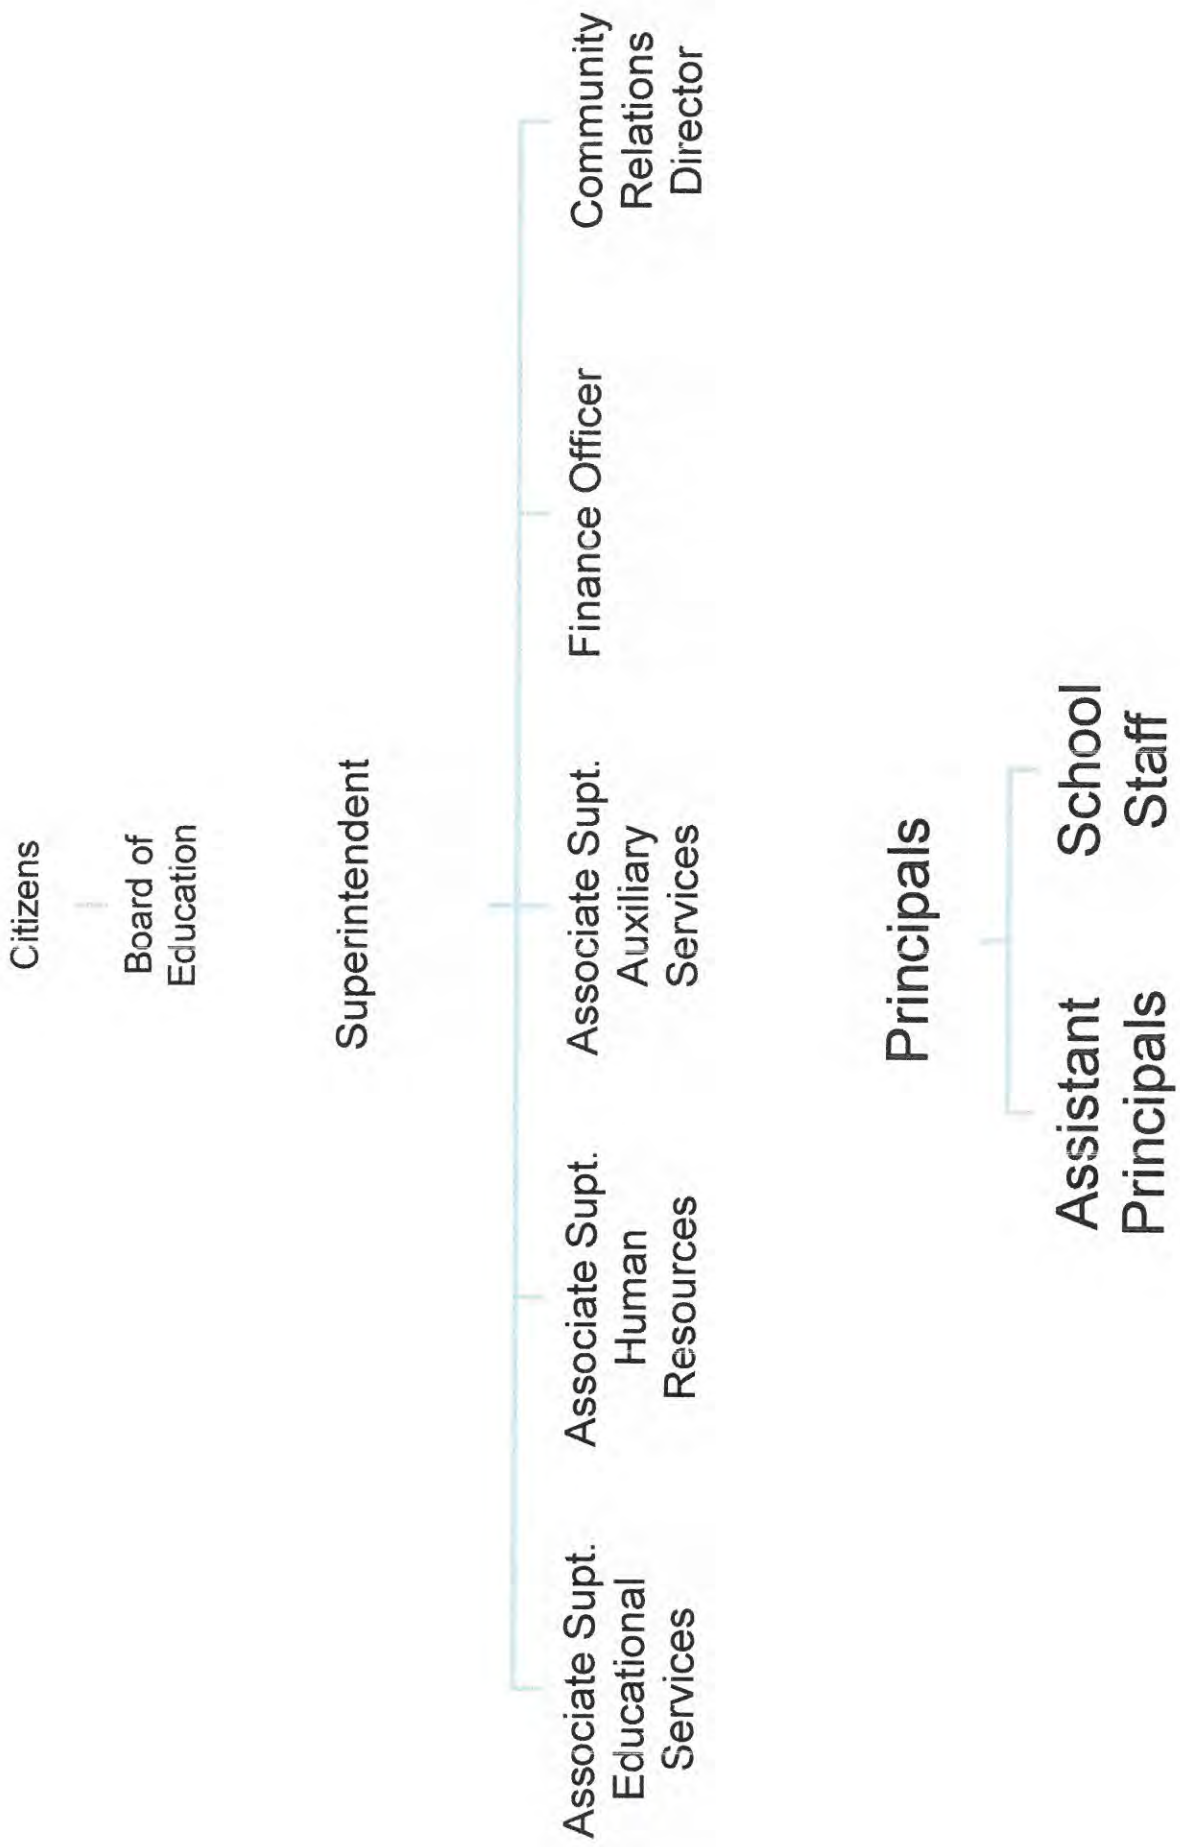 Citizens
Board of
Education
Superintendent
Associate Supt.
Educational
Services
Associate Supt.
Human
Resources
Associate Supt.
Auxiliary
Services
Finance Officer
Community
Relations
Director
Principals
Assistant
Principals
School
Staff